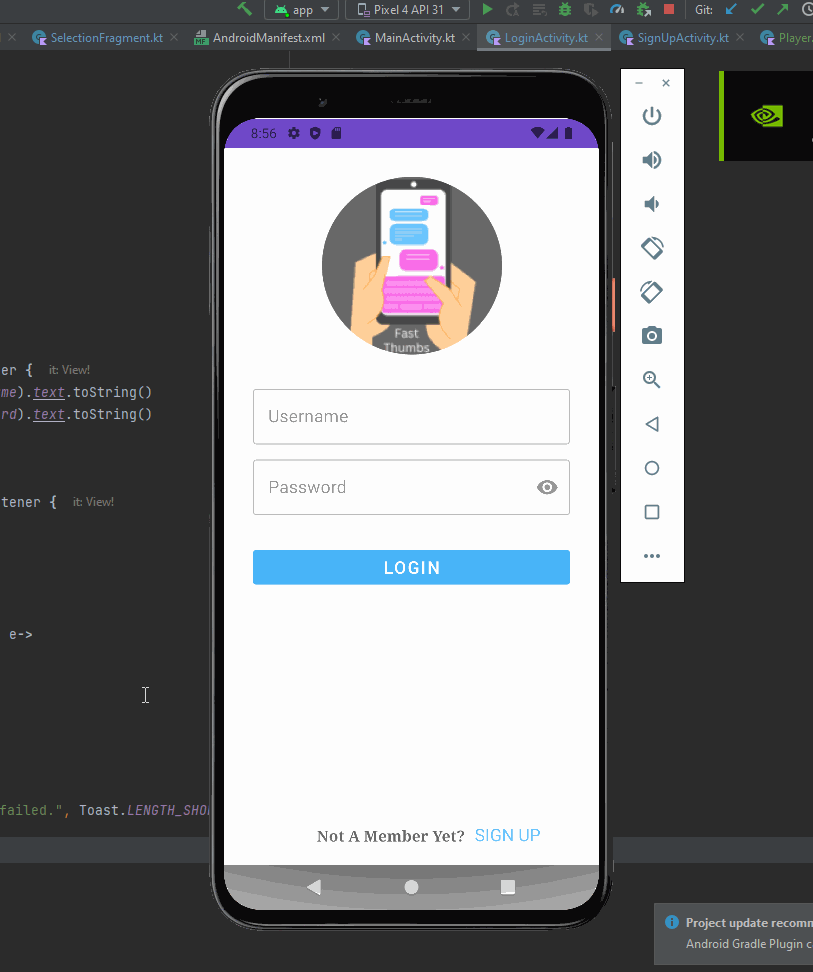 app Pixel 4 API 31 Git:
SelectionFragment.kt AndroidManifest.xml MainActivity.kt LoginActivity.kt SignUpActivity.kt Player.
8:56
Fast
Thumbs
er { it: View!
me).text.toString()
Username
rd).text.toString()
Password
tener { it: View!
LOGIN
e->
failed.", Toast.LENGTH_SHO
Not A Member Yet? SIGN UP
Project update recomm
Android Gradle Plugin c